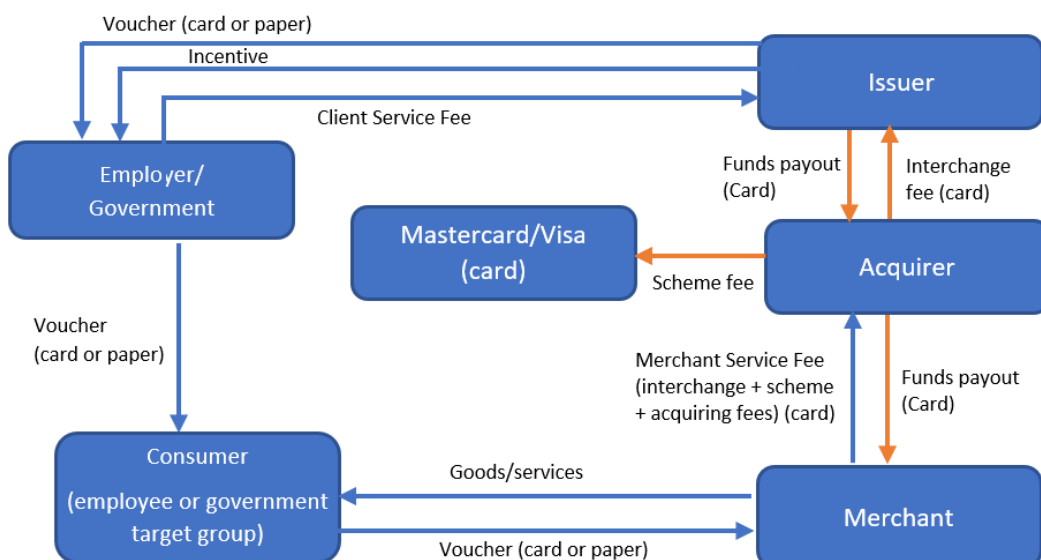 Voucher (card or paper)
Incentive
Client Service Fee
Issuer
Employer/
Government
Funds payout
(Card)
Interchange
fee (card)
Mastercard/Visa
(card)
Scheme fee
Acquirer
Voucher
(card or paper)
Merchant Service Fee
(interchange + scheme
+ acquiring fees) (card)
Funds payout
(Card)
Consumer
(employee or government
target group)
Goods/services
Voucher (card or paper)
Merchant